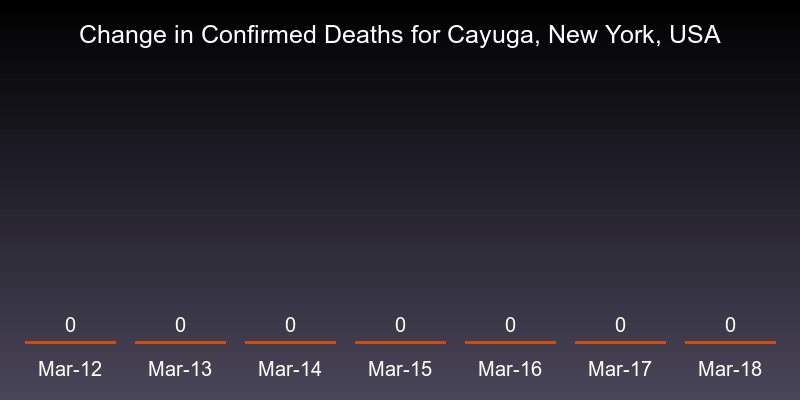 Change in Confirmed Deaths for Cayuga, New York, USA
0 0 0 0 0 0 0
Mar-12 Mar-13 Mar-14 Mar-15 Mar-16 Mar-17 Mar-18